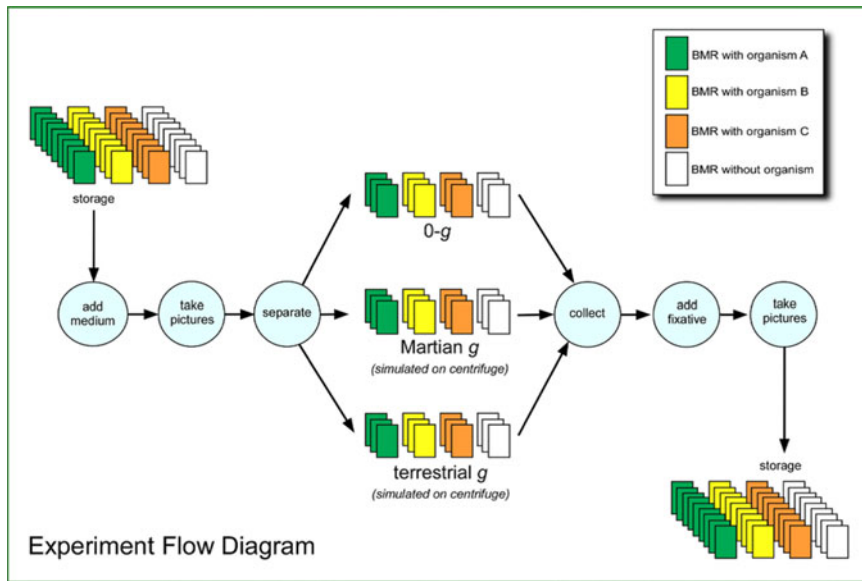 BMR with organism A
BMR with organism B
BMR with organism C
BMR without organism
storage
add
medium
take
pictures
separate
0-g
Martian g
(simulated on centrifuge)
terrestrial g
(simulated on centrifuge)
collect
add
fixative
take
pictures
storage
Experiment Flow Diagram